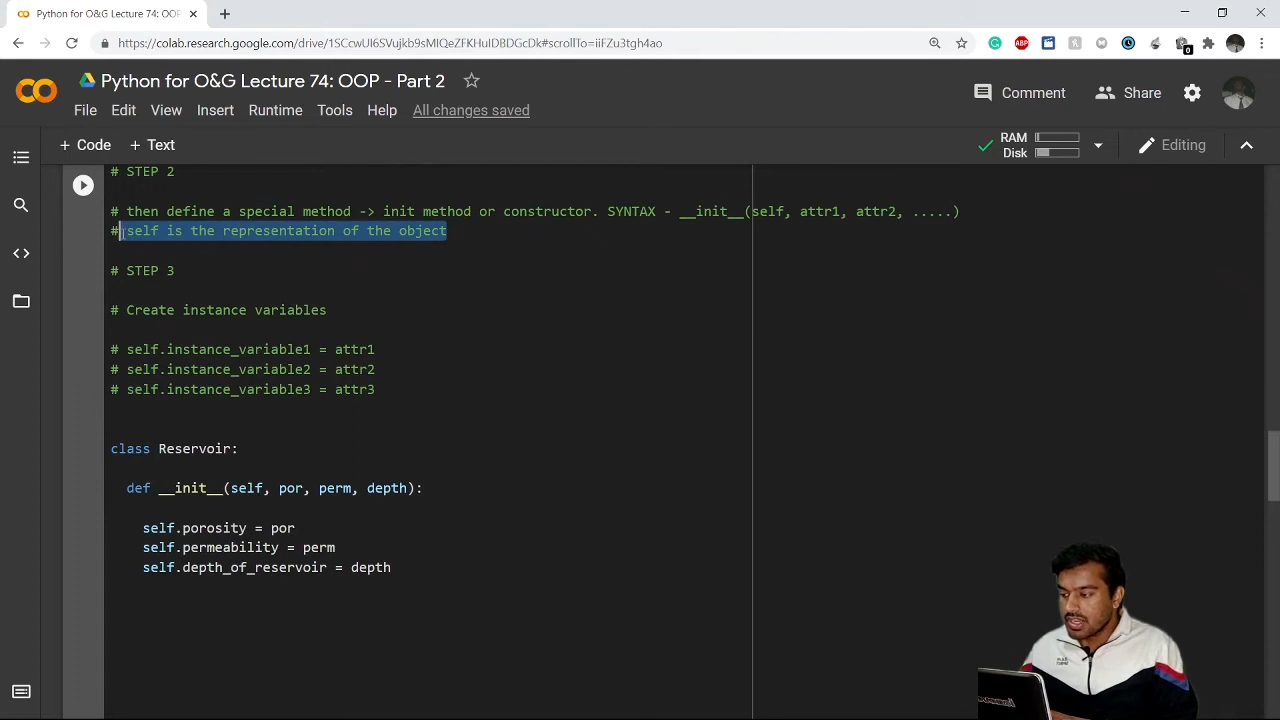 Python for O&G Lecture 74: OOP
https://colab.research.google.com/drive/1SCcwLU6SVujkb9sMIQeZFKHuIDBDGcDk#scrollTo=iiFZu3tgh4ao
Python for O&G Lecture 74: OOP - Part 2
Comment
Share
File Edit View Insert Runtime Tools Help All changes saved
+ Code + Text
RAM
Disk
Editing
# STEP 2
# then define a special method -> init method or constructor. SYNTAX - __init__(self, attr1, attr2, .....)
# self is the representation of the object
# STEP 3
# Create instance variables
# self.instance_variable1 = attr1
# self.instance_variable2 = attr2
# self.instance_variable3 = attr3
class Reservoir:
def __init__(self, por, perm, depth):
self.porosity = por
self.permeability = perm
self.depth_of_reservoir = depth